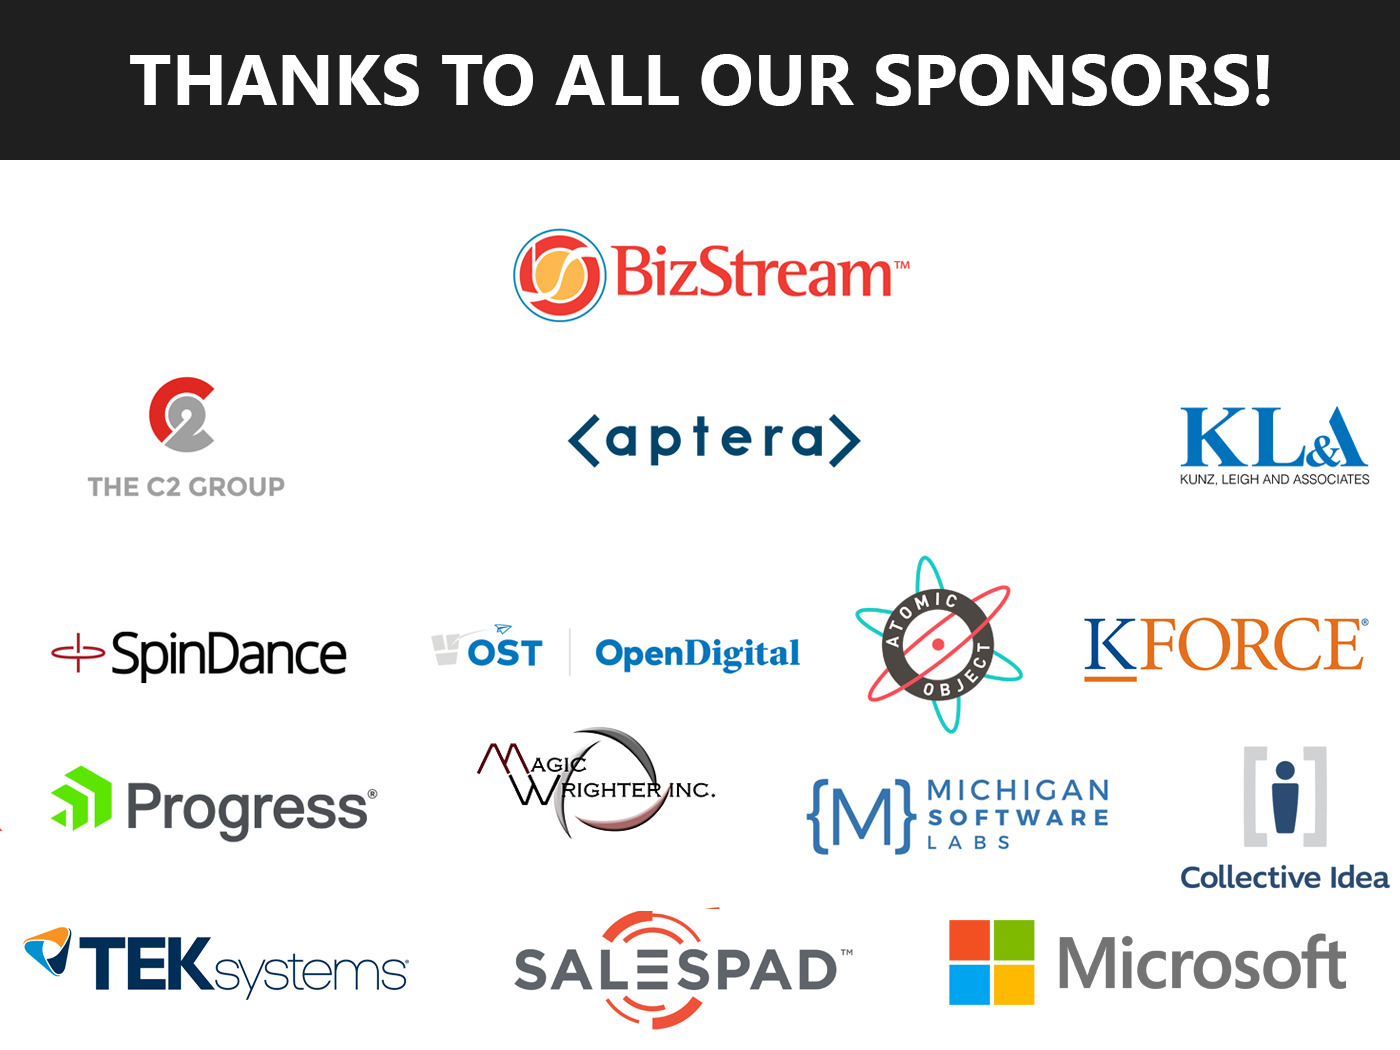 THANKS TO ALL OUR SPONSORS!
BizStream™
C2
THE C2 GROUP
<aptera>
KL&A
KUNZ, LEIGH AND ASSOCIATES
SpinDance
OST | OpenDigital
ATOMIC
OBJECT
KFORCE®
Progress®
MAGIC
WRIGHTER INC.
{M} MICHIGAN
SOFTWARE
LABS
Collective Idea
TEKsystems®
SALESPAD™
Microsoft